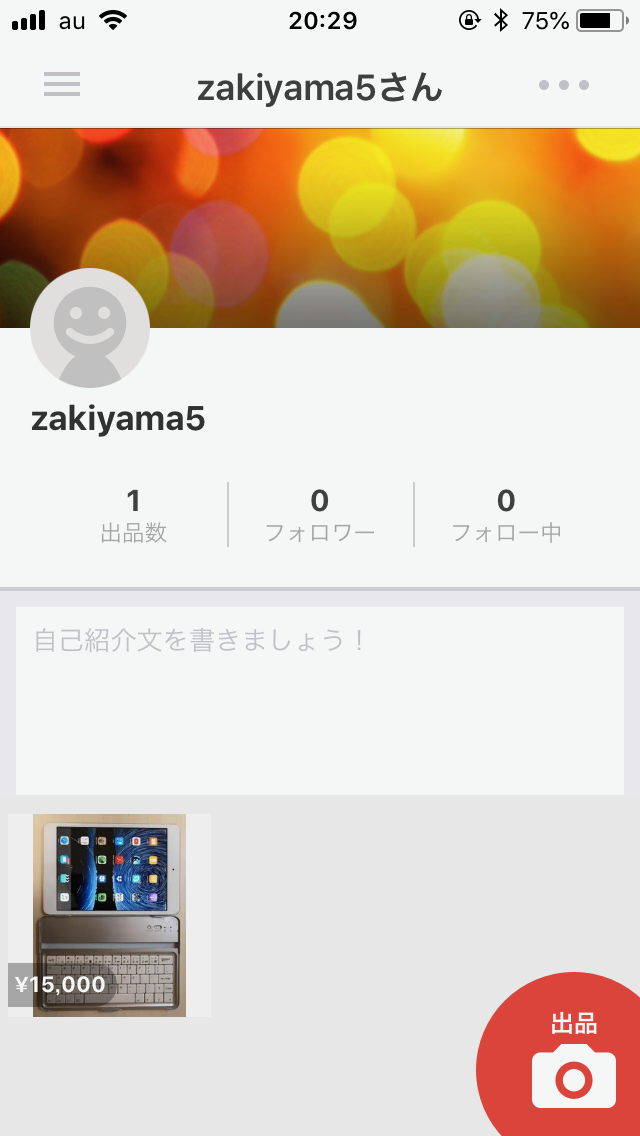 au 20:29 75%
zakiyama5さん
zakiyama5
1 0 0
出品数 フォロワー フォロー中
自己紹介文を書きましょう！
¥15,000
出品